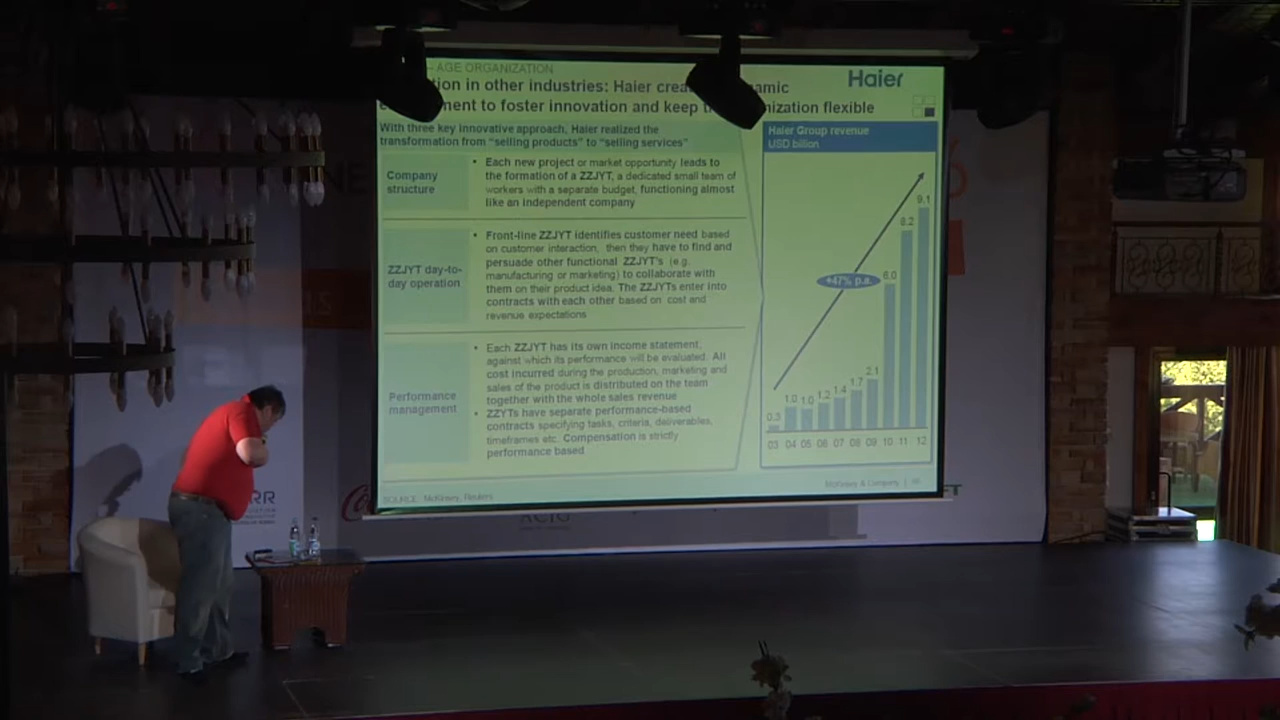 – AGE ORGANIZATION
tion in other industries: Haier crea amic
ment to foster innovation and keep t nization flexible
Haier
With three key innovative approach, Haier realized the
transformation from “selling products” to “selling services”
Company
structure
• Each new project or market opportunity leads to
the formation of a ZZJYT, a dedicated small team of
workers with a separate budget, functioning almost
like an independent company
ZZJYT day-to-
day operation
• Front-line ZZJYT identifies customer need based
on customer interaction, then they have to find and
persuade other functional ZZJYT's (e.g.
manufacturing or marketing) to collaborate with
them on their product idea. The ZZJYTs enter into
contracts with each other based on cost and
revenue expectations
Performance
management
• Each ZZJYT has its own income statement,
against which its performance will be evaluated. All
cost incurred during the production, marketing and
sales of the product is distributed on the team
together with the whole sales revenue
• ZZYTs have separate performance-based
contracts specifying tasks, criteria, deliverables,
timeframes etc. Compensation is strictly
performance based
Haier Group revenue
USD billion
+47% p.a.
0.3 1.0 1.0 1.2 1.4 1.7 2.1 6.0 8.2 9.1
03 04 05 06 07 08 09 10 11 12
SOURCE: McKinsey, Reuters
McKinsey & Company |